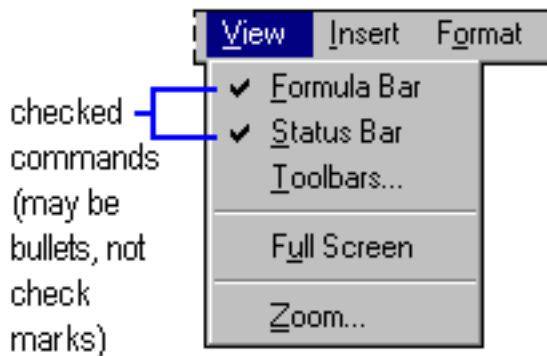 View Insert Format
Formula Bar
Status Bar
Toolbars...
Full Screen
Zoom...
checked
commands
(may be
bullets, not
check
marks)